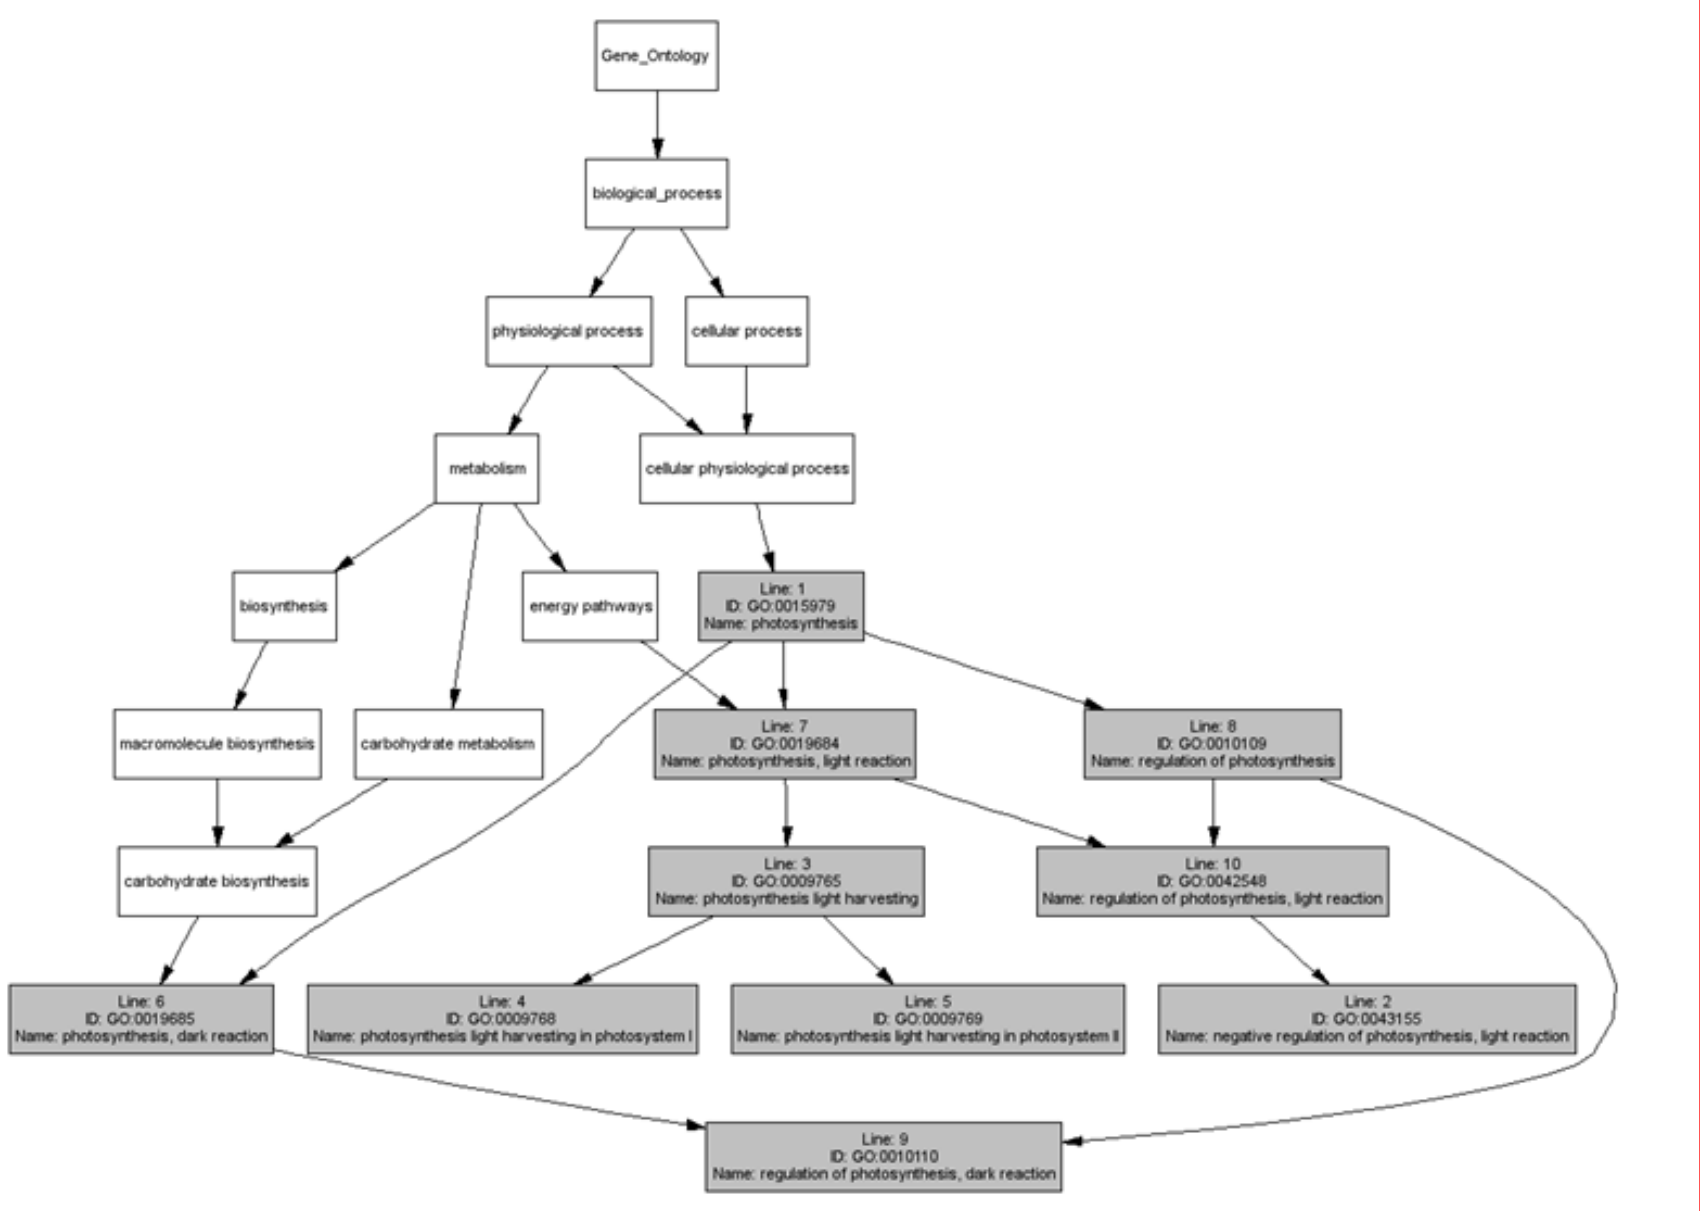 Gene_Ontology
biological_process
physiological process
cellular process
metabolism
cellular physiological process
biosynthesis
energy pathways
Line: 1
ID: GO:0015979
Name: photosynthesis
macromolecule biosynthesis
carbohydrate metabolism
Line: 7
ID: GO:0019684
Name: photosynthesis, light reaction
Line: 8
ID: GO:0010109
Name: regulation of photosynthesis
carbohydrate biosynthesis
Line: 3
ID: GO:0009765
Name: photosynthesis light harvesting
Line: 10
ID: GO:0042548
Name: regulation of photosynthesis, light reaction
Line: 6
ID: GO:0019685
Name: photosynthesis, dark reaction
Line: 4
ID: GO:0009768
Name: photosynthesis light harvesting in photosystem I
Line: 5
ID: GO:0009769
Name: photosynthesis light harvesting in photosystem II
Line: 2
ID: GO:0043155
Name: negative regulation of photosynthesis, light reaction
Line: 9
ID: GO:0010110
Name: regulation of photosynthesis, dark reaction